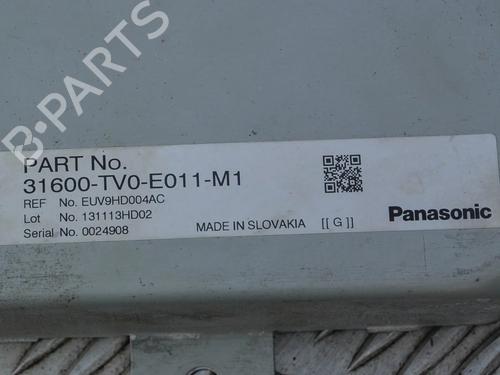 B-PARTS
PART No.
31600-TV0-E011-M1
REF No. EUV9HD004AC
Lot No. 131113HD02
Serial No. 0024908
MADE IN SLOVAKIA [[ G ]]
Panasonic